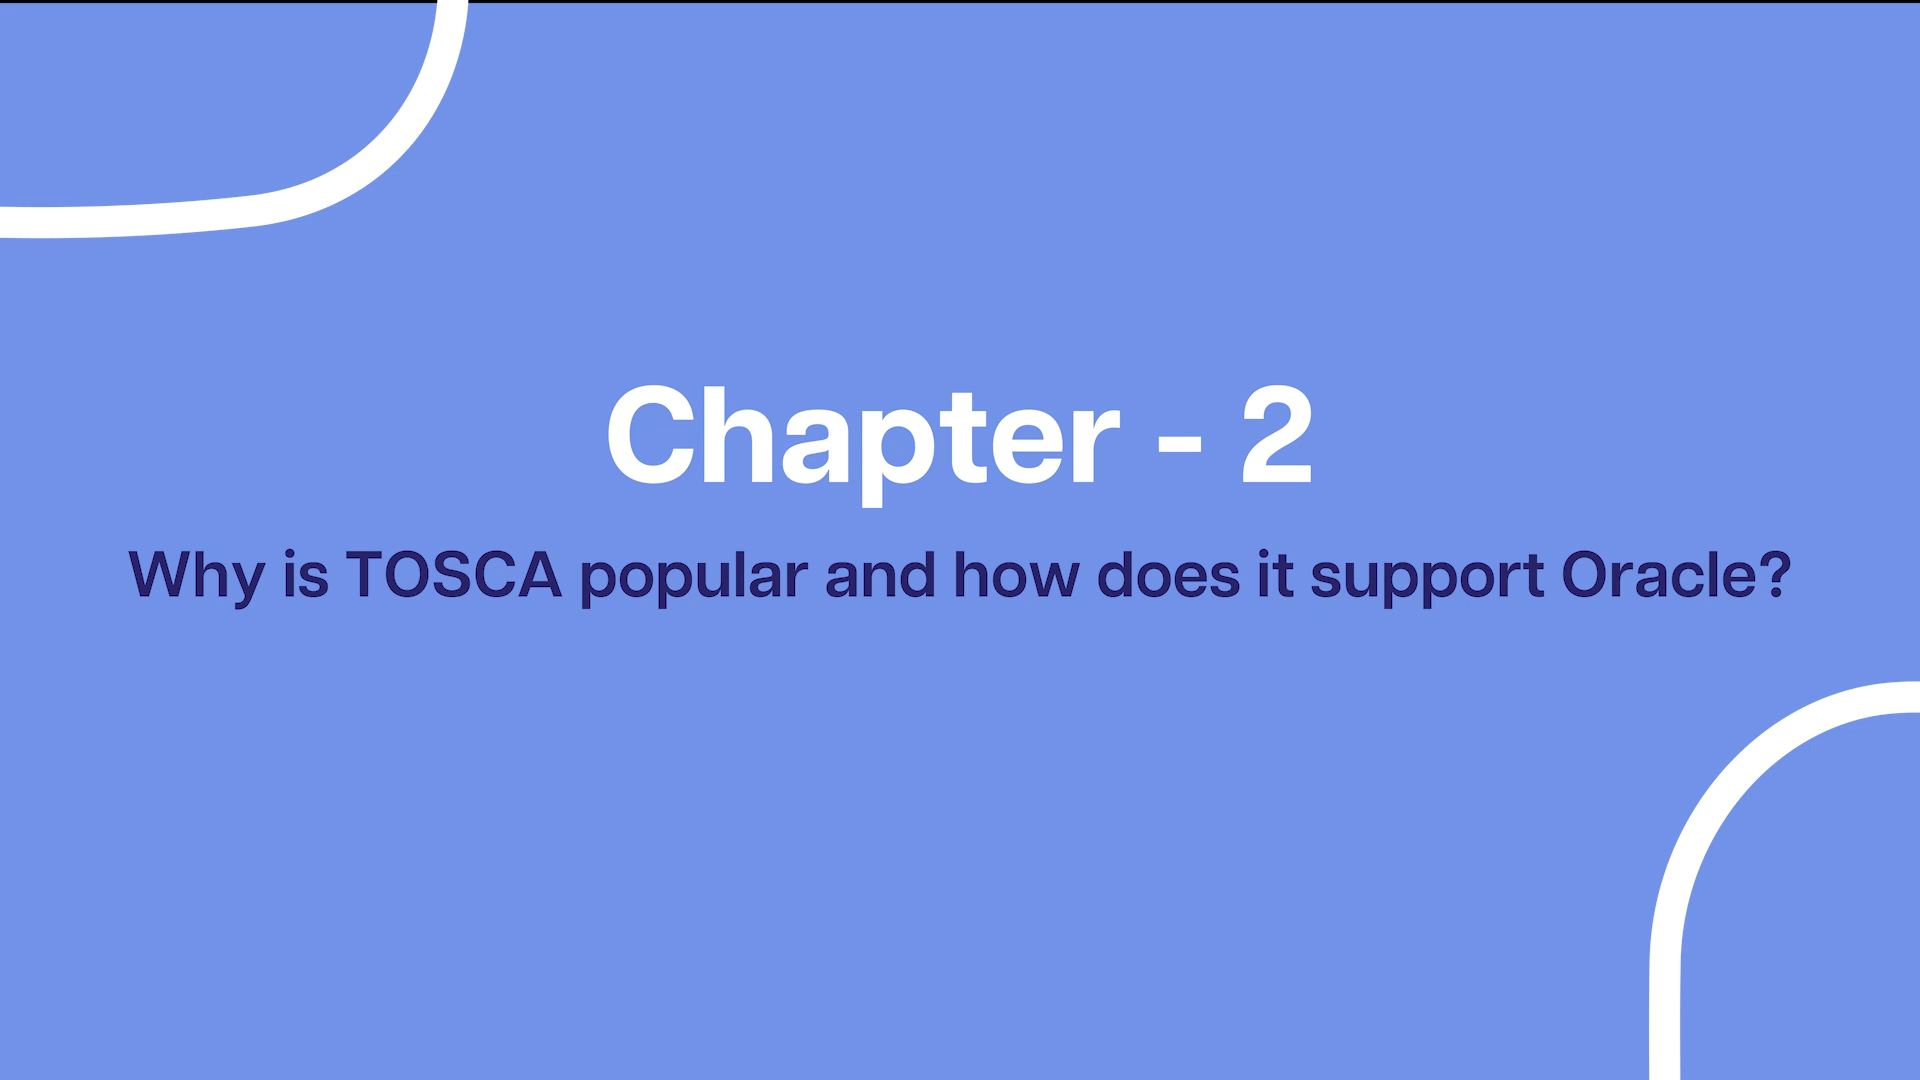 Chapter - 2
Why is TOSCA popular and how does it support Oracle?